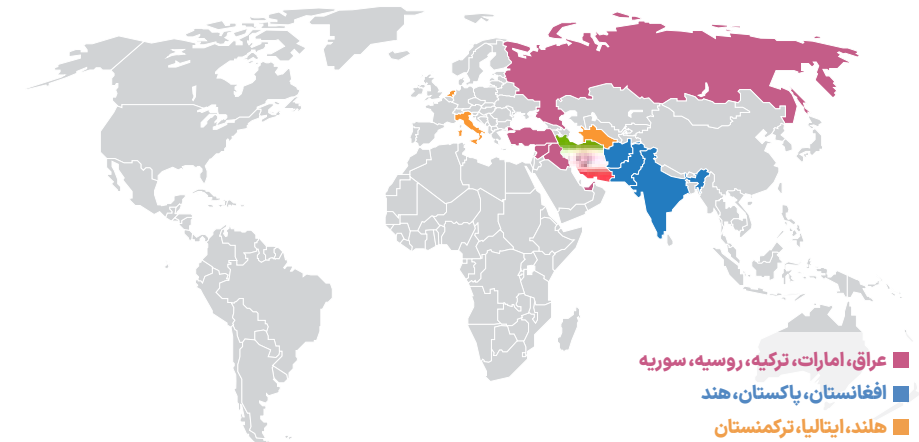 عراق، امارات، ترکیه، روسیه، سوریه
افغانستان، پاکستان، هند
هلند، ایتالیا، ترکمنستان